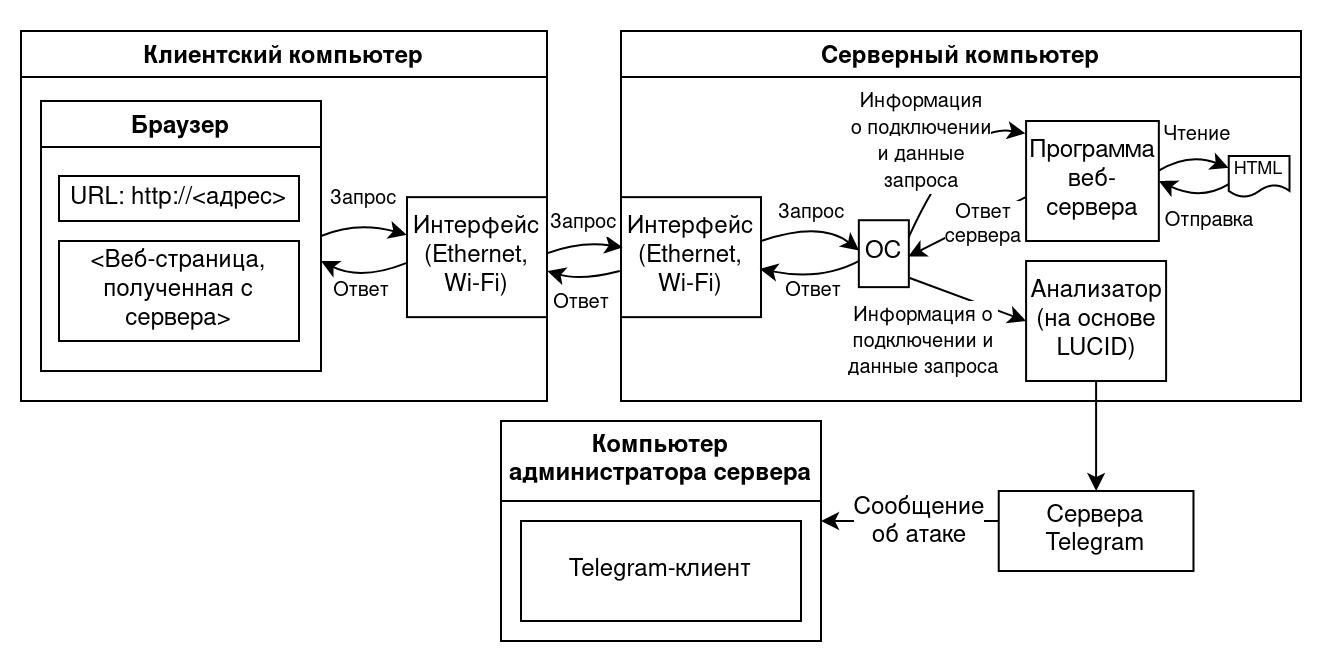 Клиентский компьютер
Браузер
URL: http://<адрес>
<Веб-страница,
полученная с
сервера>
Запрос
Ответ
Интерфейс
(Ethernet,
Wi-Fi)
Запрос
Ответ
Серверный компьютер
Интерфейс
(Ethernet,
Wi-Fi)
Запрос
Ответ
ОС
Информация
о подключении
и данные
запроса
Ответ
сервера
Программа
веб-
сервера
Чтение
HTML
Отправка
Информация о
подключении и
данные запроса
Анализатор
(на основе
LUCID)
Компьютер
администратора сервера
Telegram-клиент
Сообщение
об атаке
Сервера
Telegram